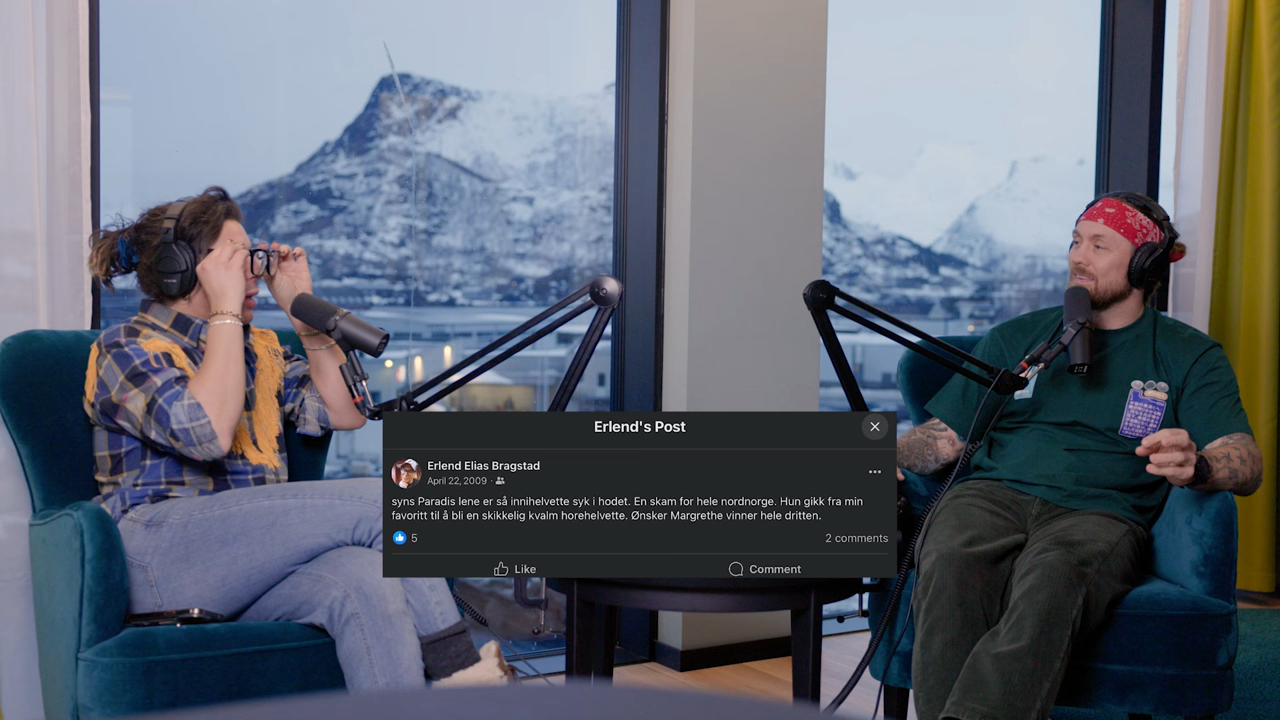 Erlend's Post
Erlend Elias Bragstad
April 22, 2009 ·
syns Paradis lene er så innihelvette syk i hodet. En skam for hele nordnorge. Hun gikk fra min
favoritt til å bli en skikkelig kvalm horehelvette. Ønsker Margrethe vinner hele dritten.
5
2 comments
Like
Comment